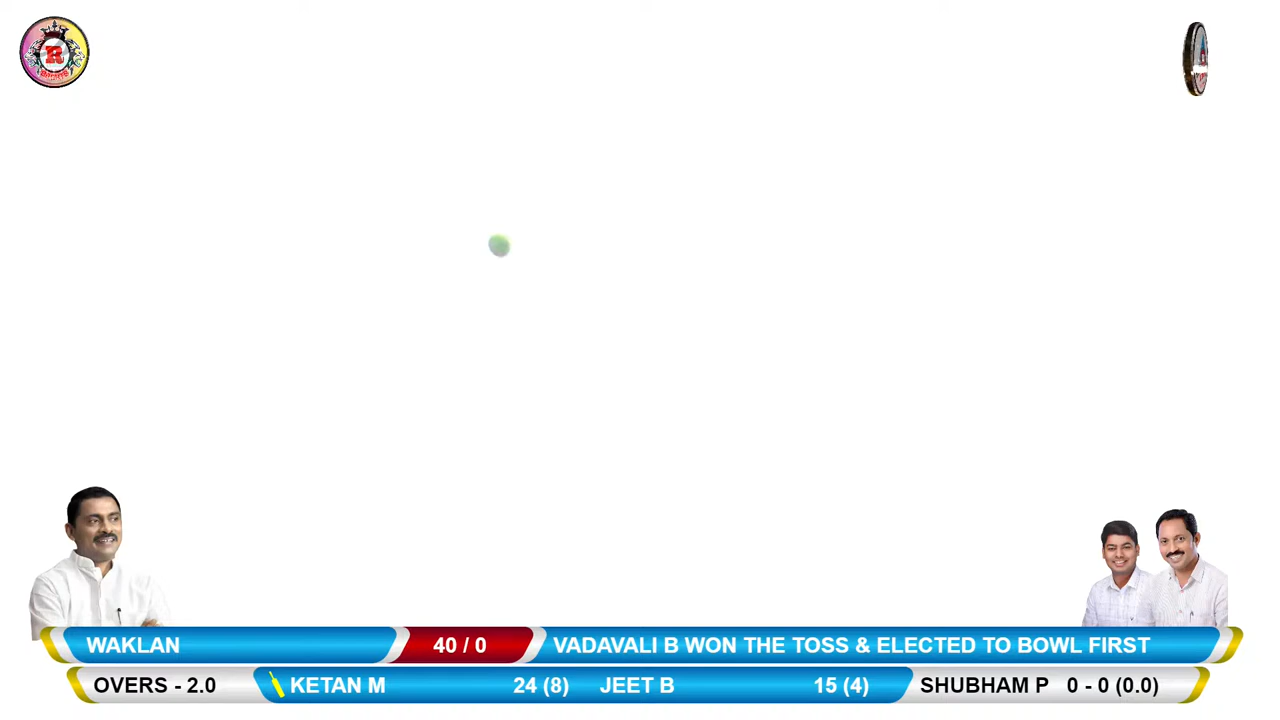 R
WAKLAN 40 / 0 VADAVALI B WON THE TOSS & ELECTED TO BOWL FIRST
OVERS - 2.0 KETAN M 24 (8) JEET B 15 (4) SHUBHAM P 0 - 0 (0.0)